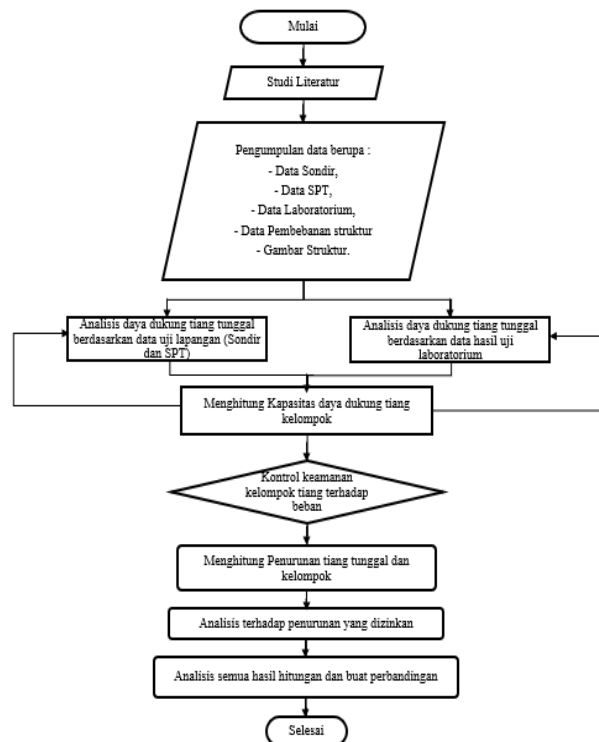 Mulai
Studi Literatur
Pengumpulan data berupa :
- Data Sondir,
- Data SPT,
- Data Laboratorium,
- Data Pembebanan struktur
- Gambar Struktur.
Analisis daya dukung tiang tunggal
berdasarkan data uji lapangan (Sondir
dan SPT)
Analisis daya dukung tiang tunggal
berdasarkan data hasil uji
laboratorium
Menghitung Kapasitas daya dukung tiang
kelompok
Kontrol keamanan
kelompok tiang terhadap
beban
Menghitung Penurunan tiang tunggal dan
kelompok
Analisis terhadap penurunan yang dizinkan
Analisis semua hasil hitungan dan buat perbandingan
Selesai